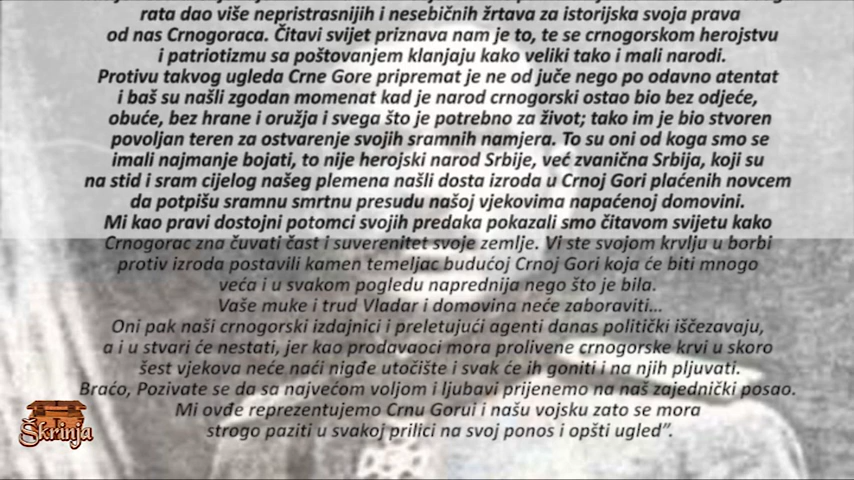 rata dao više nepristrasnijih i nesebičnih žrtava za istorijska svoja prava
od nas Crnogoraca. Čitavi svijet priznava nam je to, te se crnogorskom herojstvu
i patriotizmu sa poštovanjem klanjaju kako veliki tako i mali narodi.
Protivu takvog ugleda Crne Gore pripremat je ne od juče nego po odavno atentat
i baš su našli zgodan momenat kad je narod crnogorski ostao bio bez odjeće,
obuće, bez hrane i oružja i svega što je potrebno za život; tako im je bio stvoren
povoljan teren za ostvarenje svojih sramnih namjera. To su oni od koga smo se
imali najmanje bojati, to nije herojski narod Srbije, već zvanična Srbija, koji su
na stid i sram cijelog našeg plemena našli dosta izroda u Crnoj Gori plaćenih novcem
da potpišu sramnu smrtnu presudu našoj vjekovima napaćenoj domovini.
Mi kao pravi dostojni potomci svojih predaka pokazali smo čitavom svijetu kako
Crnogorac zna čuvati čast i suverenitet svoje zemlje. Vi ste svojom krvlju u borbi
protiv izroda postavili kamen temeljac budućoj Crnoj Gori koja će biti mnogo
veća i u svakom pogledu naprednija nego što je bila.
Vaše muke i trud Vladar i domovina neće zaboraviti...
Oni pak naši crnogorski izdajnici i preletujući agenti danas politički iščezavaju,
a i u stvari će nestati, jer kao prodavaoci mora prolivene crnogorske krvi u skoro
šest vjekova neće naći nigđe utočište i svak će ih goniti i na njih pljuvati.
Braćo, Pozivate se da sa najvećom voljom i ljubavi prijenemo na naš zajednički posao.
Mi ovđe reprezentujemo Crnu Gorui i našu vojsku zato se mora
strogo paziti u svakoj prilici na svoj ponos i opšti ugled”.
Škrinja